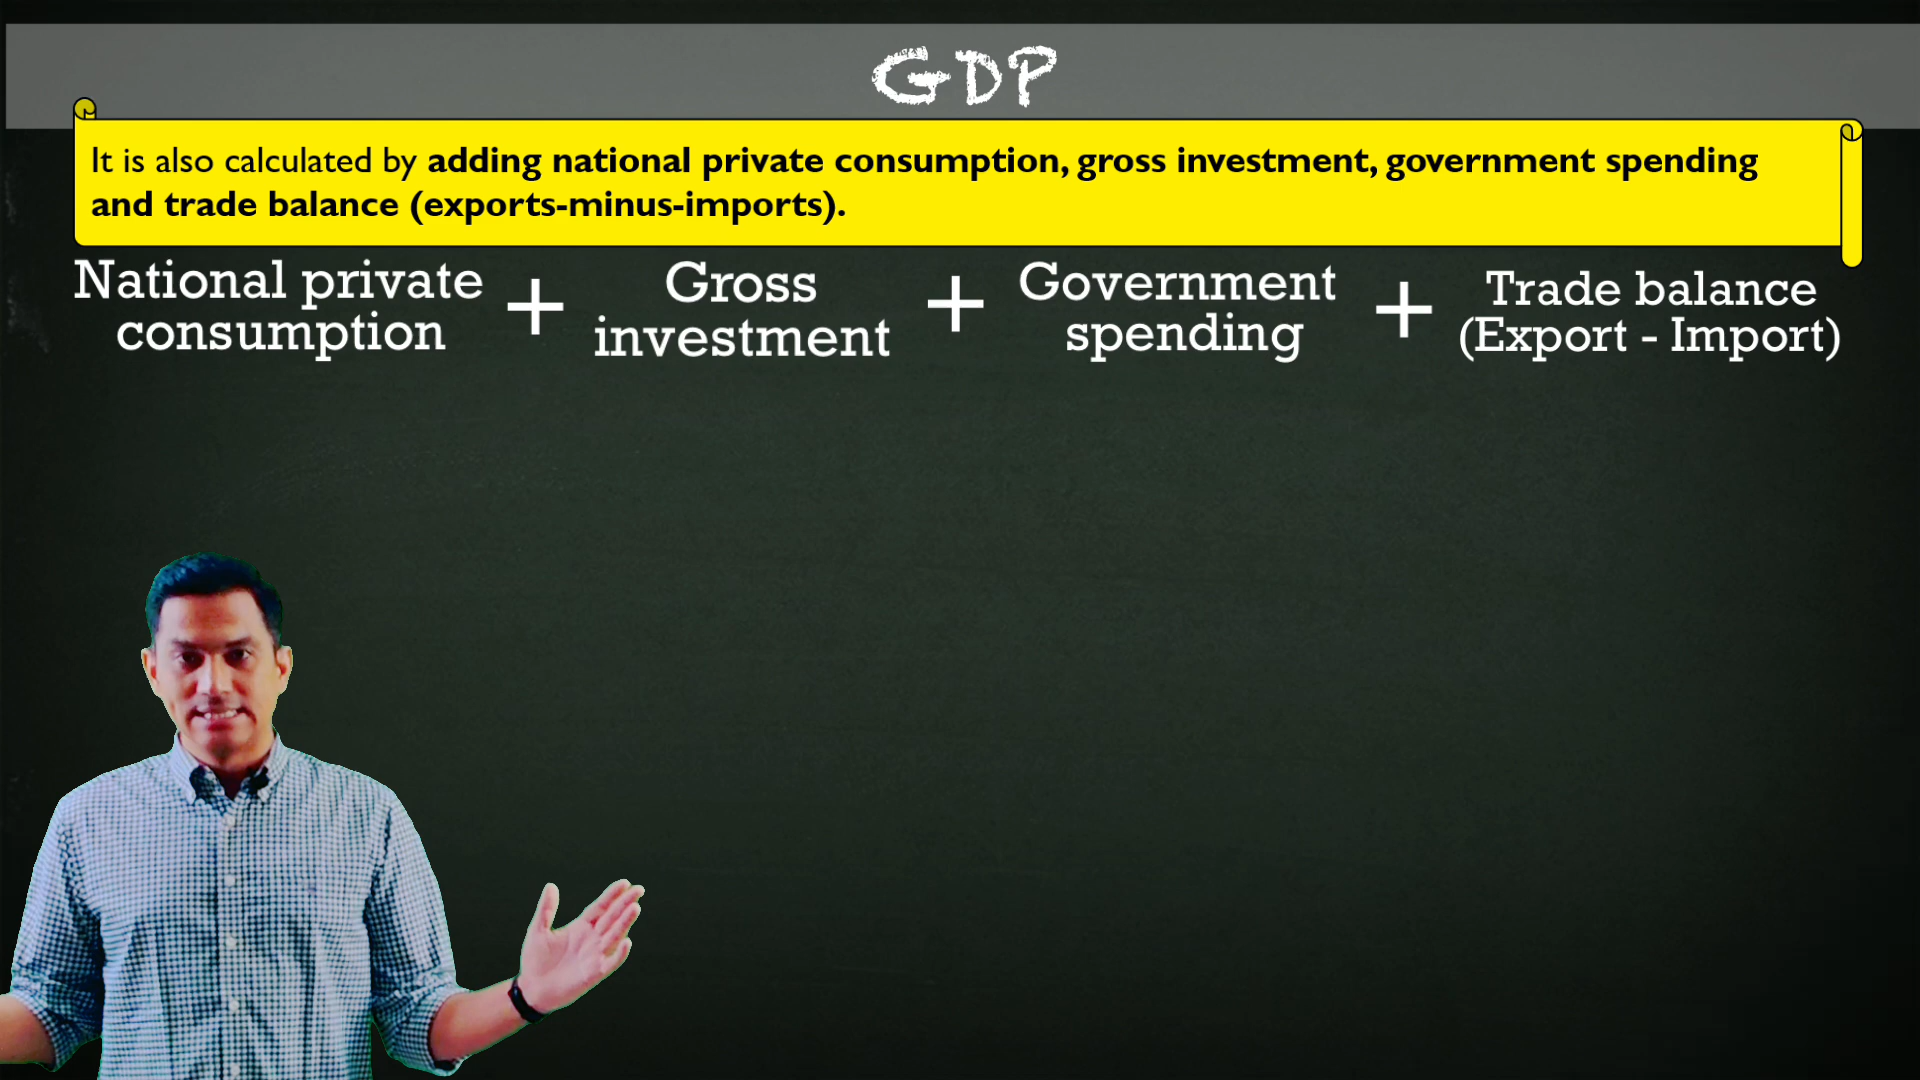 GDP
It is also calculated by adding national private consumption, gross investment, government spending
and trade balance (exports-minus-imports).
National private
consumption
+
Gross
investment
+
Government
spending
+
Trade balance
(Export - Import)